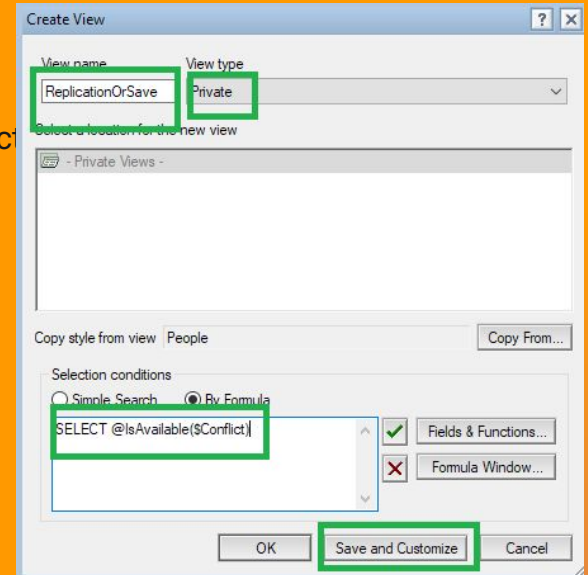 Create View
View name View type
ReplicationOrSave Private
Select a location for the new view
- Private Views -
Copy style from view People Copy From...
Selection conditions
Simple Search By Formula
SELECT @IsAvailable($Conflict)
Fields & Functions...
Formula Window...
OK Save and Customize Cancel